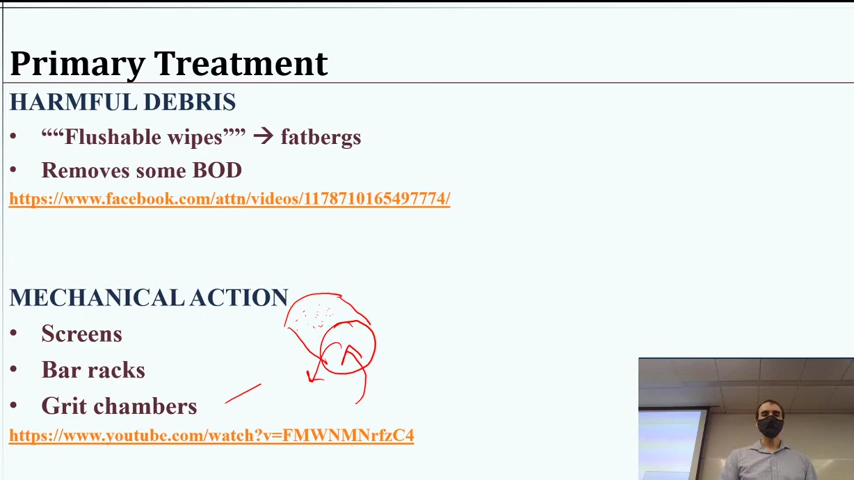 Primary Treatment
HARMFUL DEBRIS
• ““Flushable wipes”” → fatbergs
• Removes some BOD
https://www.facebook.com/attn/videos/1178710165497774/
MECHANICAL ACTION
• Screens
• Bar racks
• Grit chambers
https://www.youtube.com/watch?v=FMWNMNrfzC4